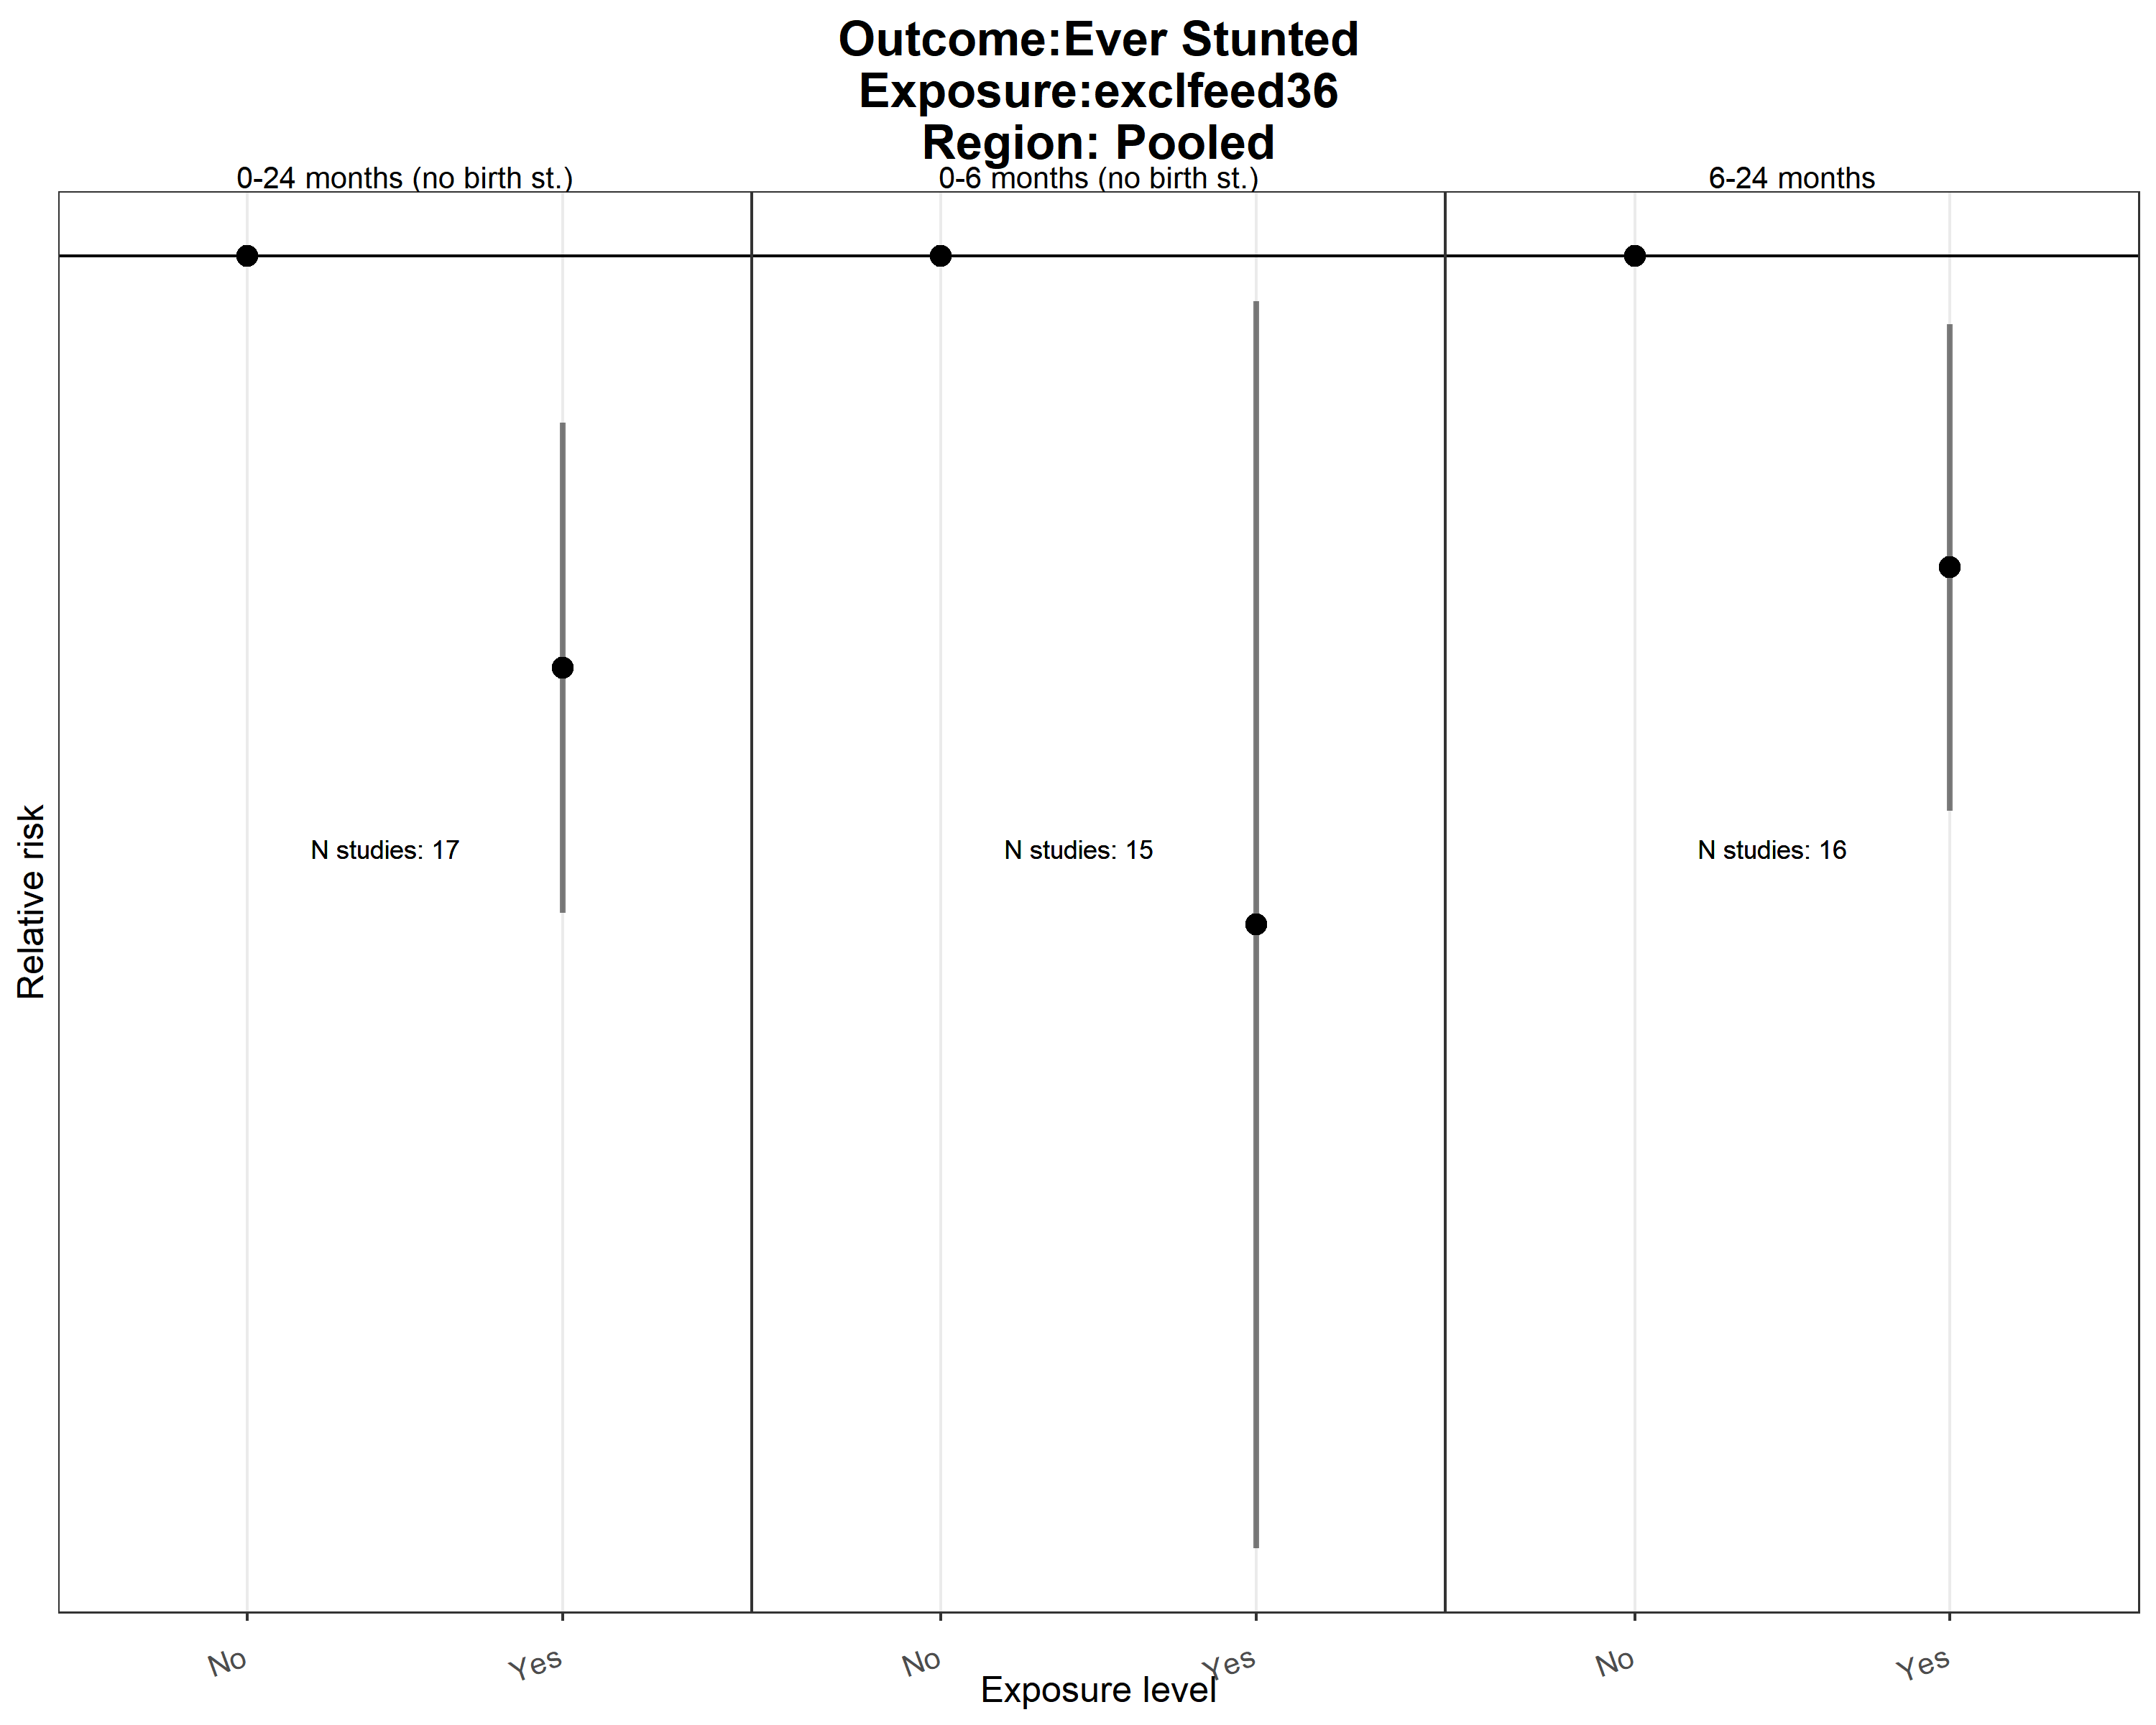 Outcome:Ever Stunted
Exposure:exclfeed36
Region: Pooled
0-24 months (no birth st.)
0-6 months (no birth st.)
6-24 months
Relative risk
N studies: 17
N studies: 15
N studies: 16
No
Yes
No
Yes
No
Yes
Exposure level